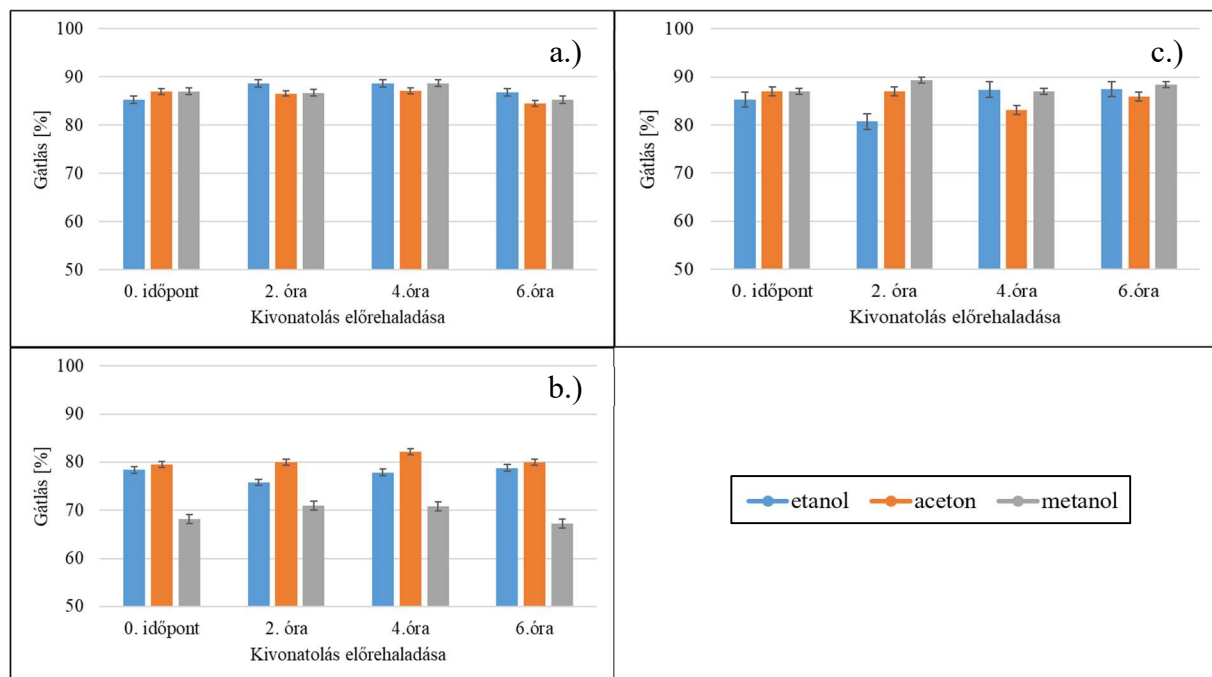 a.)
100
90
80
70
60
50
Gátlás [%]
0. időpont 2. óra 4.óra 6.óra
Kivonatolás előrehaladása
c.)
100
90
80
70
60
50
Gátlás [%]
0. időpont 2. óra 4.óra 6.óra
Kivonatolás előrehaladása
b.)
100
90
80
70
60
50
Gátlás [%]
0. időpont 2. óra 4.óra 6.óra
Kivonatolás előrehaladása
etanol aceton metanol